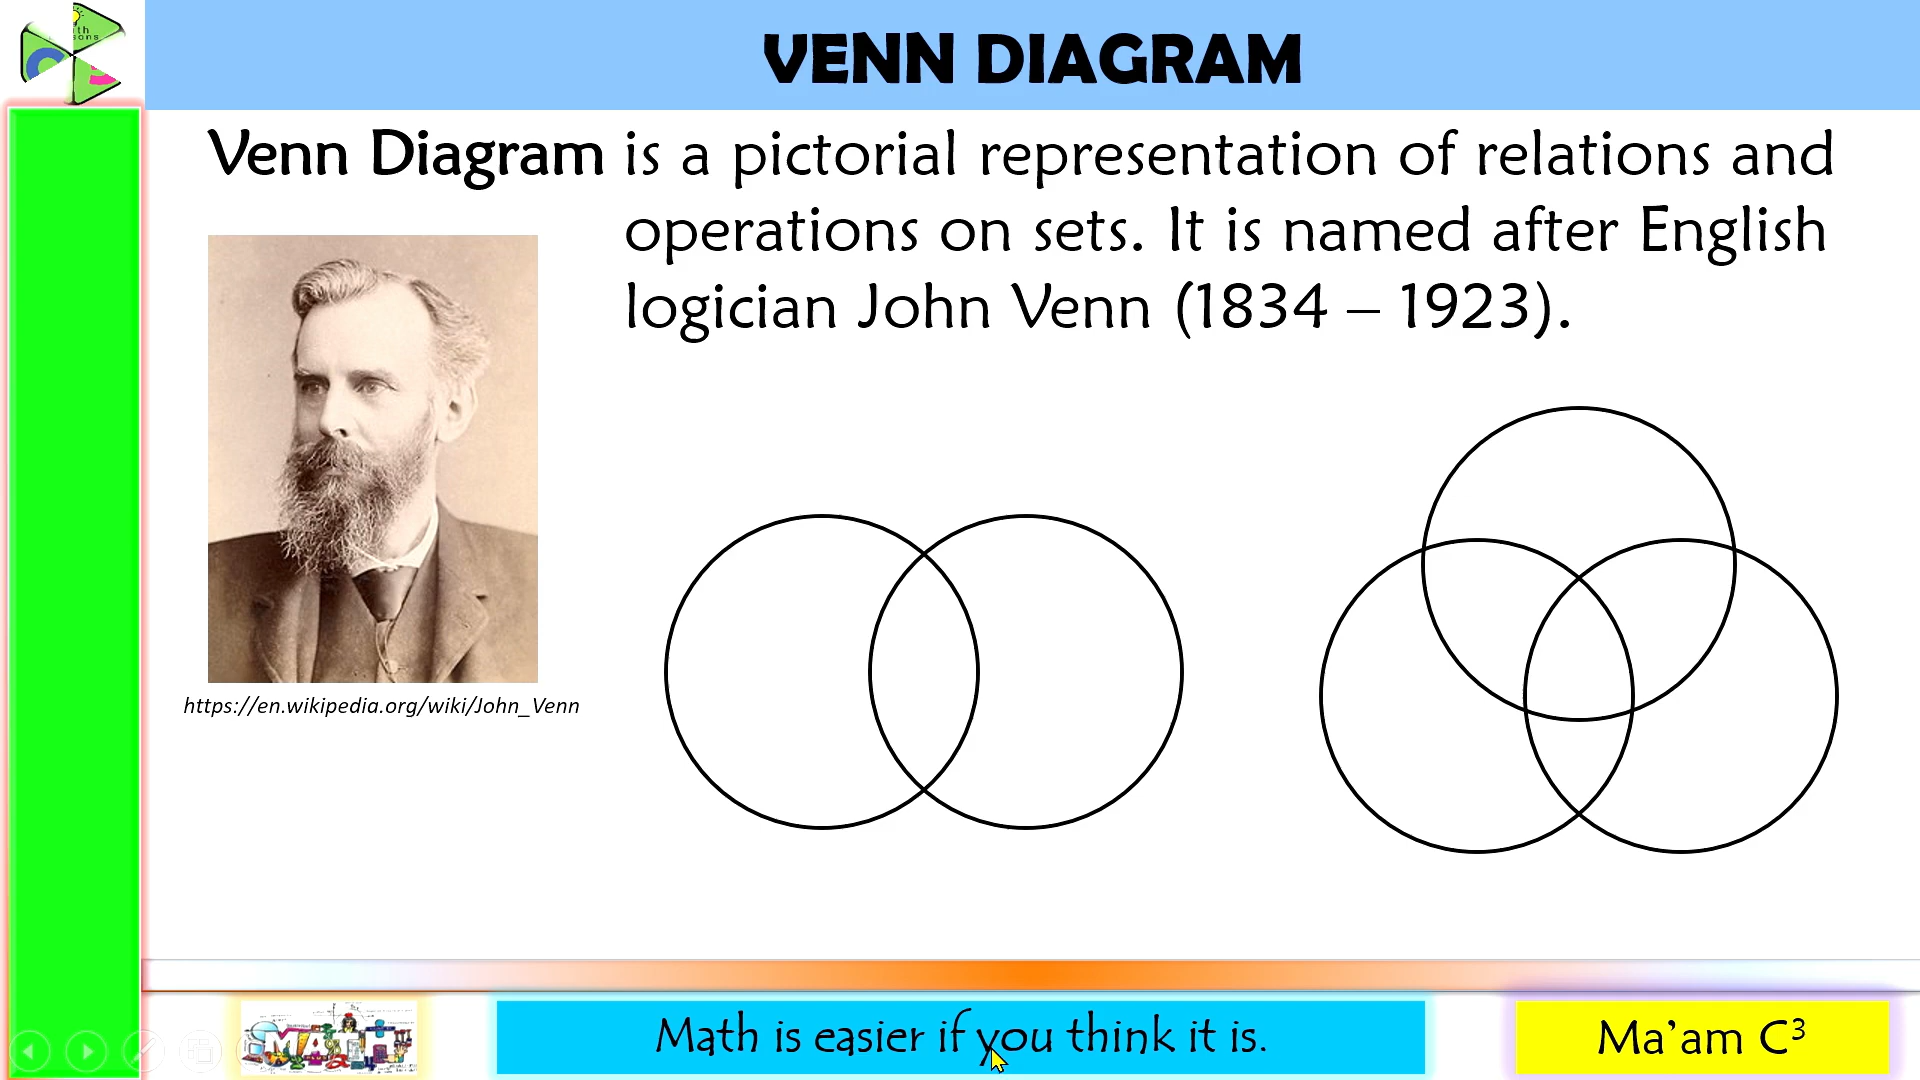 VENN DIAGRAM
Venn Diagram is a pictorial representation of relations and
operations on sets. It is named after English
logician John Venn (1834 – 1923).
https://en.wikipedia.org/wiki/John_Venn
MATH
Math is easier if you think it is.
Ma’am C³